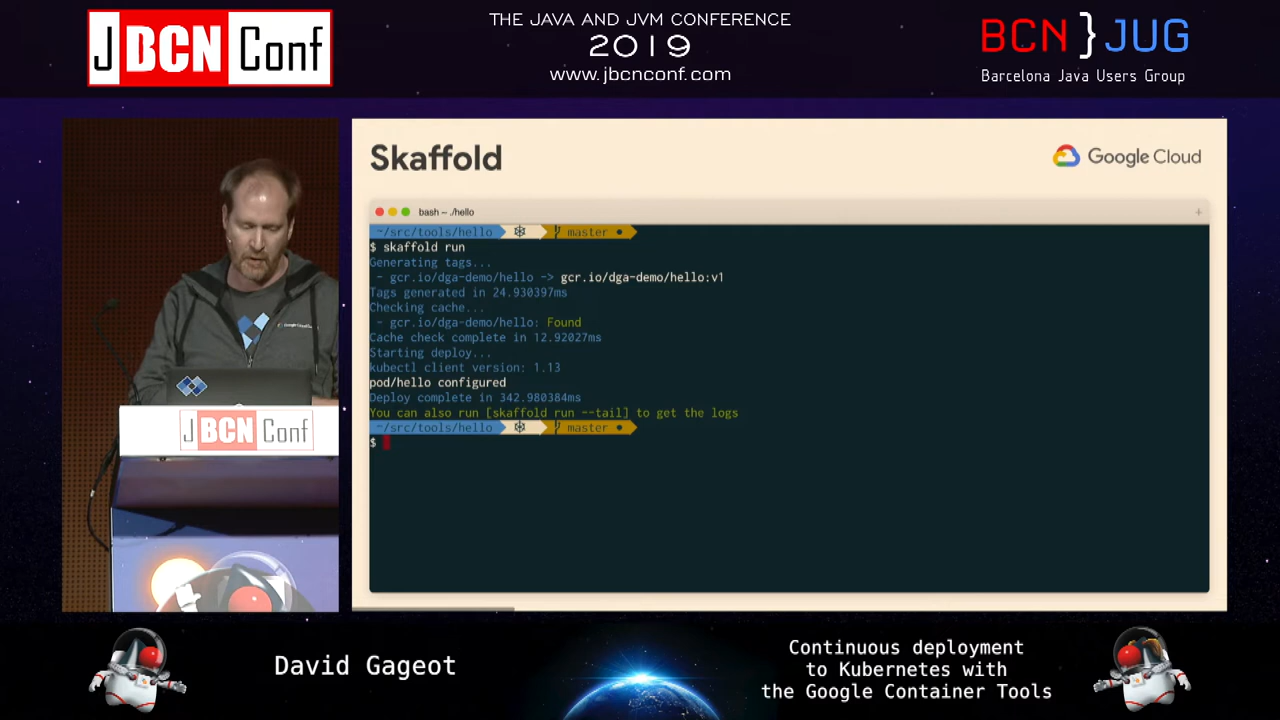 JBCNConf
THE JAVA AND JVM CONFERENCE
2019
www.jbcnconf.com
BCN}JUG
Barcelona Java Users Group
Skaffold
Google Cloud
bash ~ ./hello
+
~/src/tools/hello master ●
$ skaffold run
Generating tags...
- gcr.io/dga-demo/hello -> gcr.io/dga-demo/hello:v1
Tags generated in 24.930397ms
Checking cache...
- gcr.io/dga-demo/hello: Found
Cache check complete in 12.92027ms
Starting deploy...
kubectl client version: 1.13
pod/hello configured
Deploy complete in 342.980384ms
You can also run [skaffold run --tail] to get the logs
~/src/tools/hello master ●
$
JBCNConf
David Gageot
Continuous deployment
to Kubernetes with
the Google Container Tools